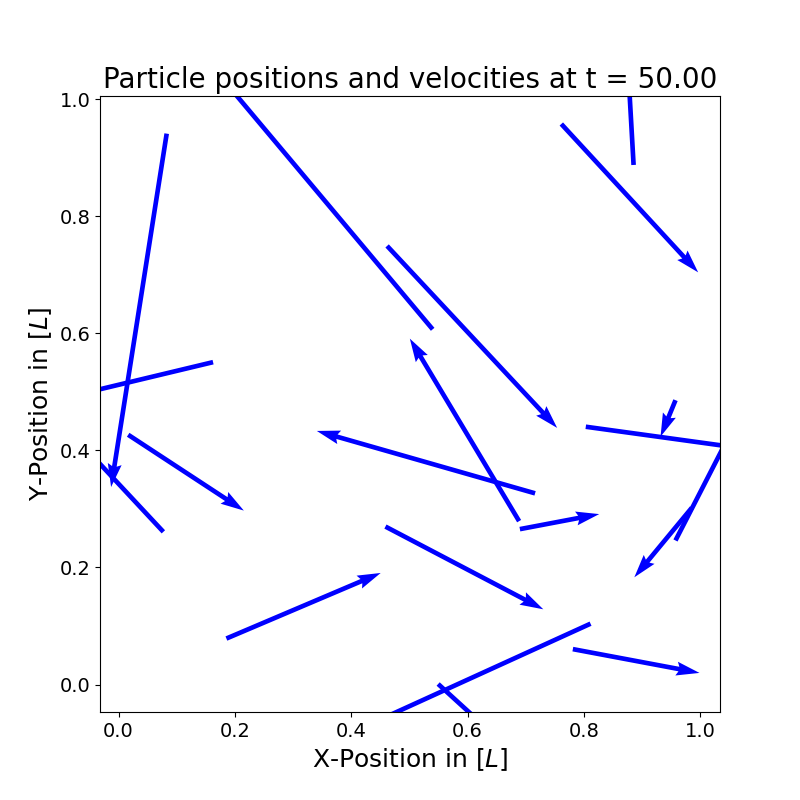 Particle positions and velocities at t = 50.00
1.0
0.8
0.6
0.4
0.2
0.0
Y-Position in [L]
0.0 0.2 0.4 0.6 0.8 1.0
X-Position in [L]